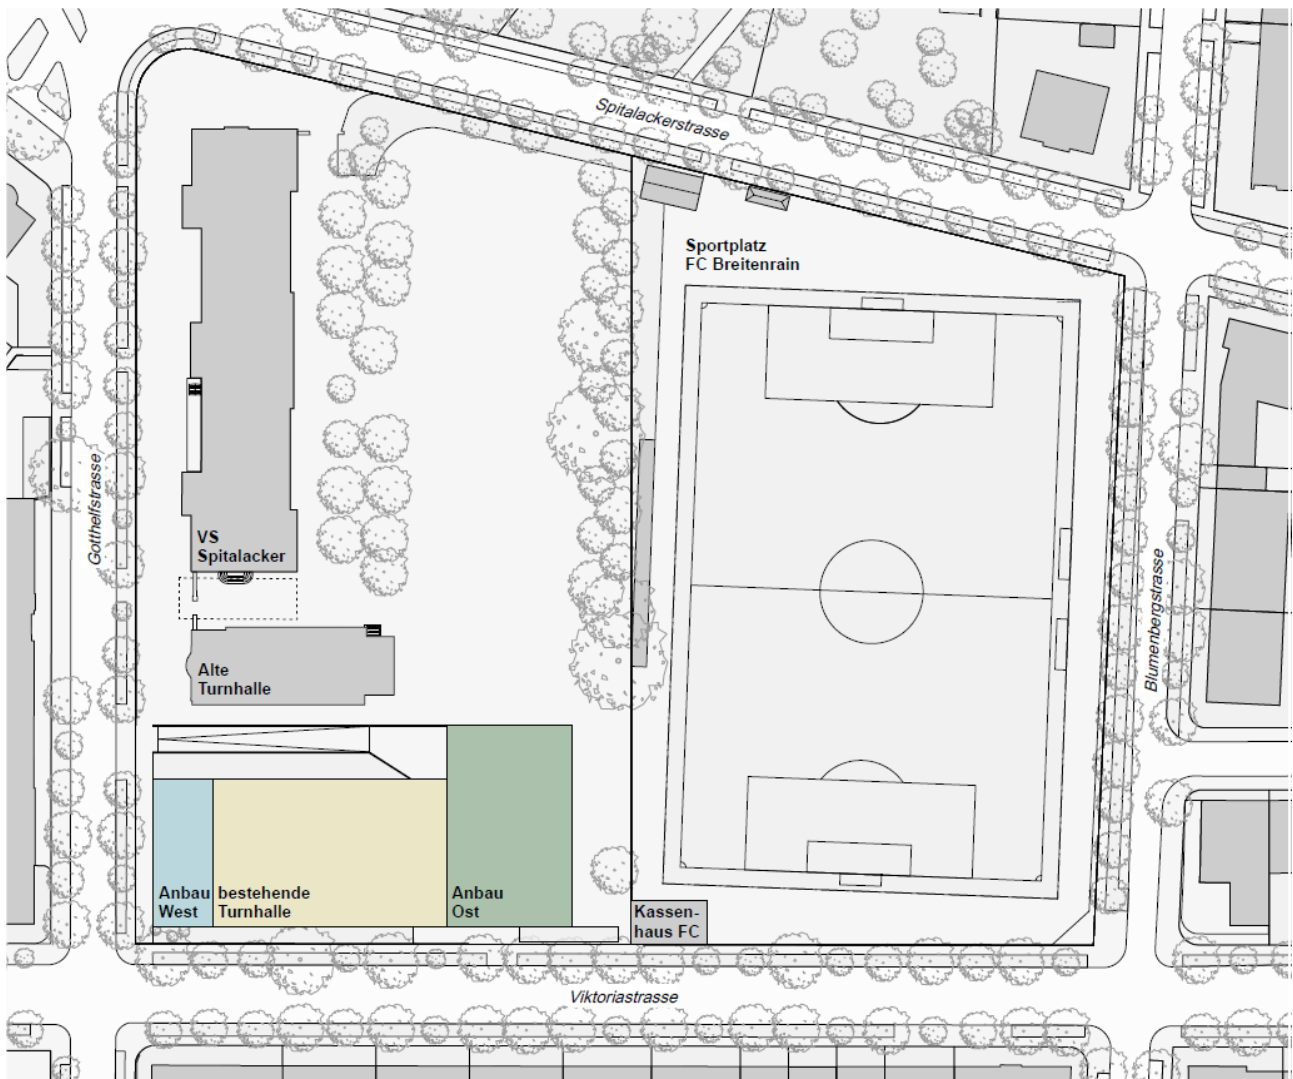 Spitalackerstrasse
Sportplatz
FC Breitenrain
Gotthelfstrasse
VS
Spitalacker
Blumenbergstrasse
Alte
Turnhalle
Anbau
West
bestehende
Turnhalle
Anbau
Ost
Kassen-
haus FC
Viktoriastrasse